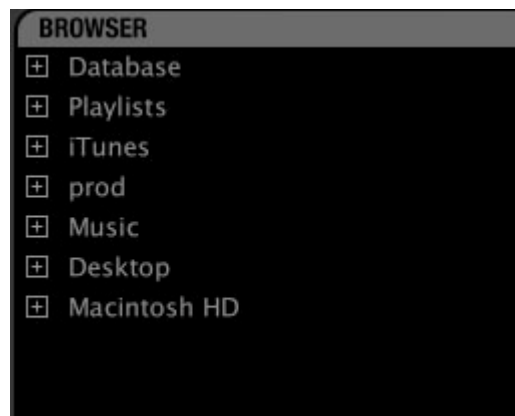 BROWSER
Database
Playlists
iTunes
prod
Music
Desktop
Macintosh HD